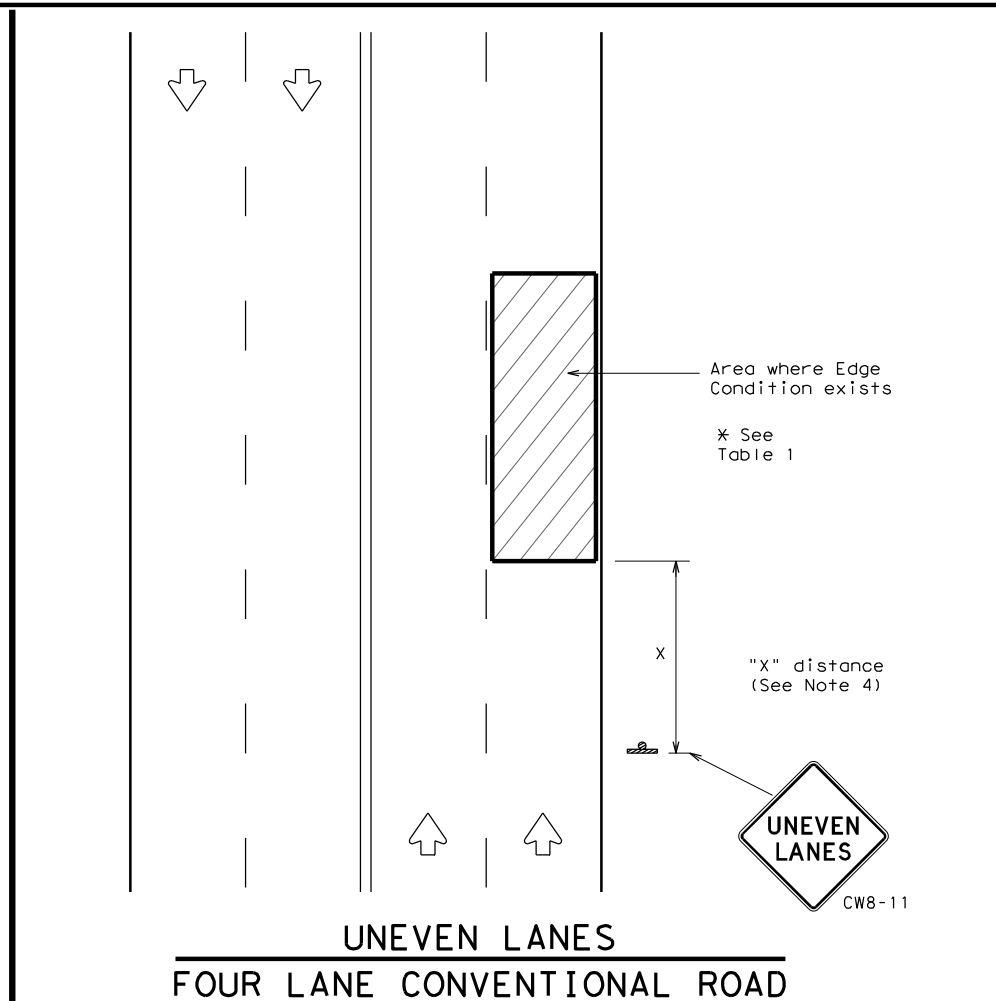 Area where Edge
Condition exists
* See
Table 1
X
"X" distance
(See Note 4)
UNEVEN
LANES
CW8-11
UNEVEN LANES
FOUR LANE CONVENTIONAL ROAD